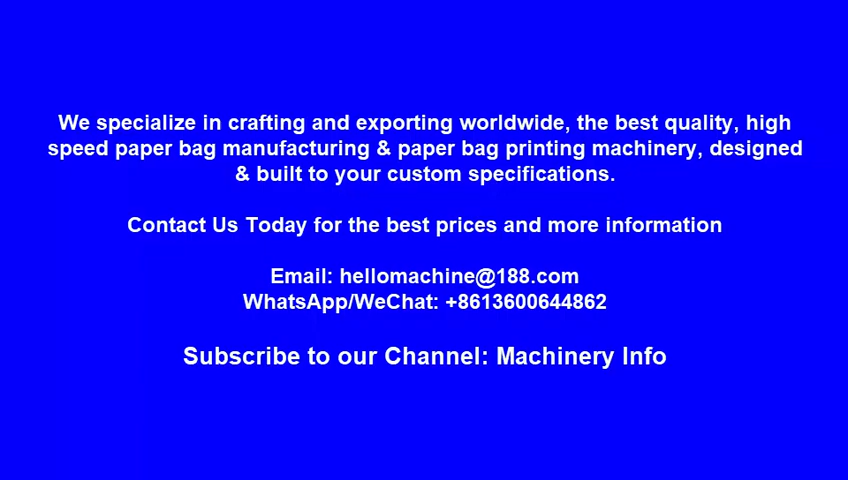 We specialize in crafting and exporting worldwide, the best quality, high
speed paper bag manufacturing & paper bag printing machinery, designed
& built to your custom specifications.
Contact Us Today for the best prices and more information
Email: hellomachine@188.com
WhatsApp/WeChat: +8613600644862
Subscribe to our Channel: Machinery Info